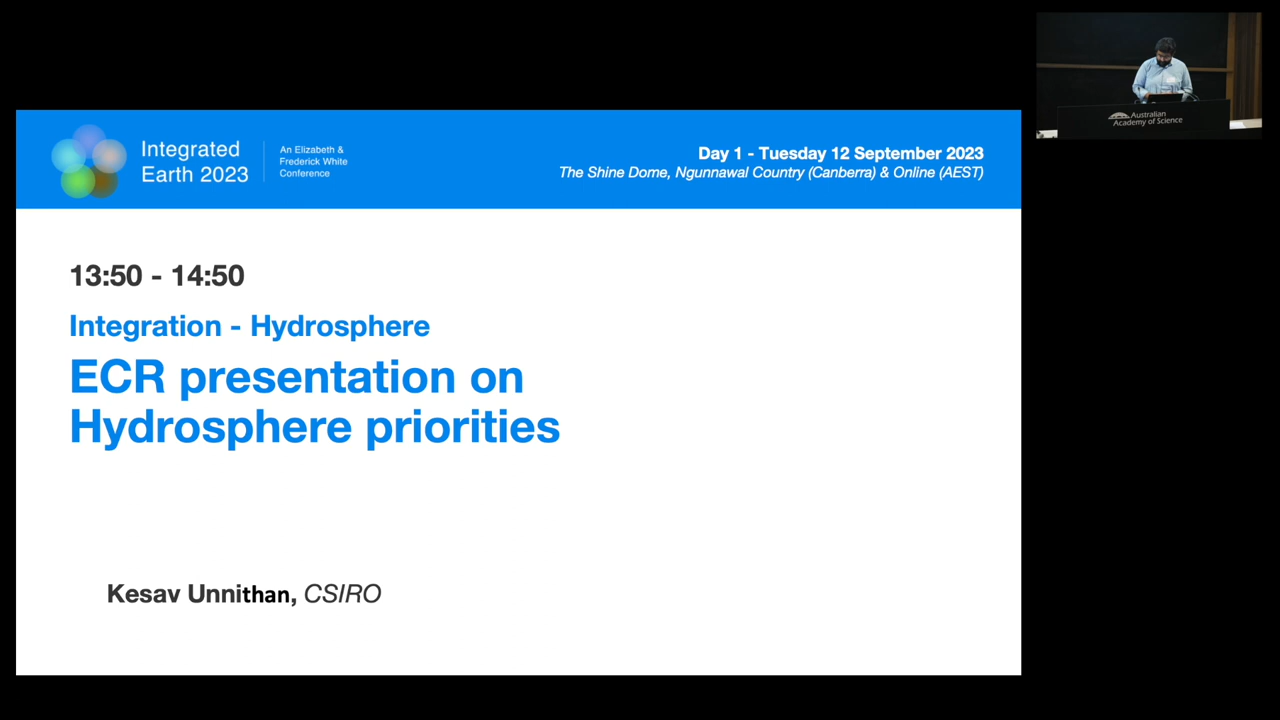 Integrated
Earth 2023
An Elizabeth &
Frederick White
Conference
Day 1 - Tuesday 12 September 2023
The Shine Dome, Ngunnawal Country (Canberra) & Online (AEST)
13:50 - 14:50
Integration - Hydrosphere
ECR presentation on
Hydrosphere priorities
Kesav Unnithan, CSIRO
Australian
Academy of Science